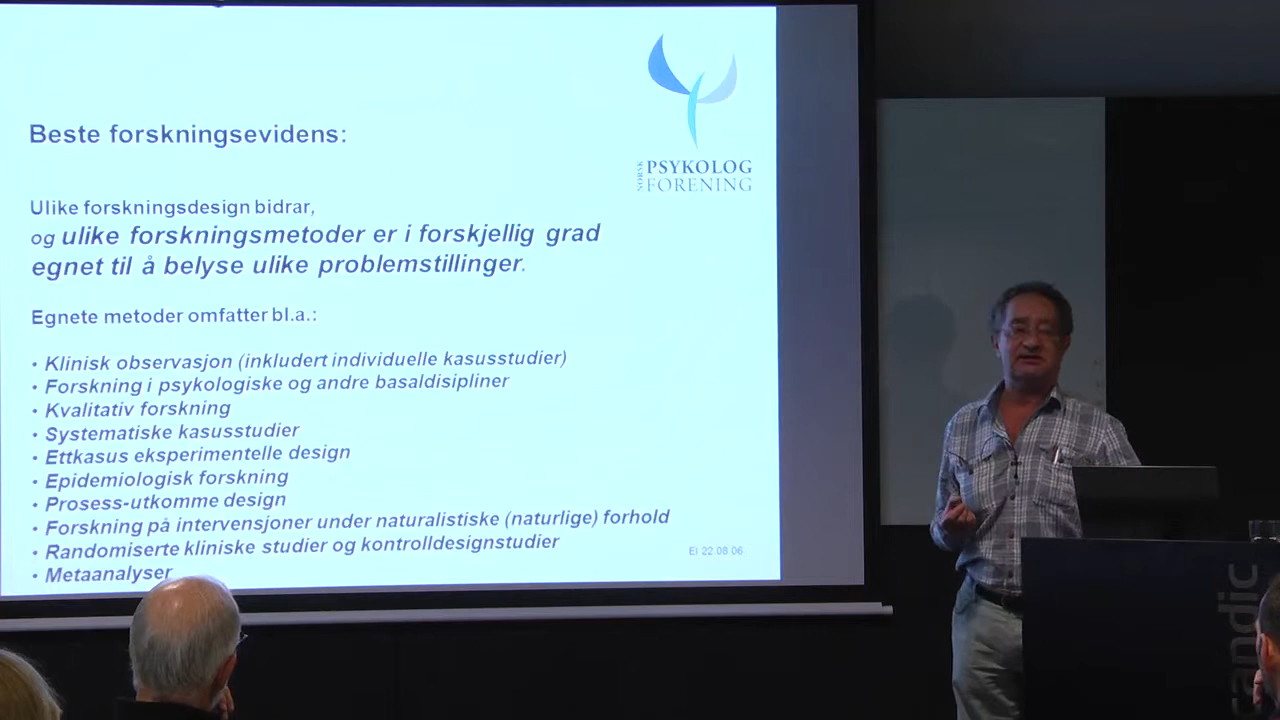 NORSK
PSYKOLOG
FORENING
Beste forskningsevidens:
Ulike forskningsdesign bidrar,
og ulike forskningsmetoder er i forskjellig grad
egnet til å belyse ulike problemstillinger.
Egnete metoder omfatter bl.a.:
• Klinisk observasjon (inkludert individuelle kasusstudier)
• Forskning i psykologiske og andre basaldisipliner
• Kvalitativ forskning
• Systematiske kasusstudier
• Ettkasus eksperimentelle design
• Epidemiologisk forskning
• Prosess-utkomme design
• Forskning på intervensjoner under naturalistiske (naturlige) forhold
• Randomiserte kliniske studier og kontrolldesignstudier
• Metaanalyser
EI 22.08.06.
andic